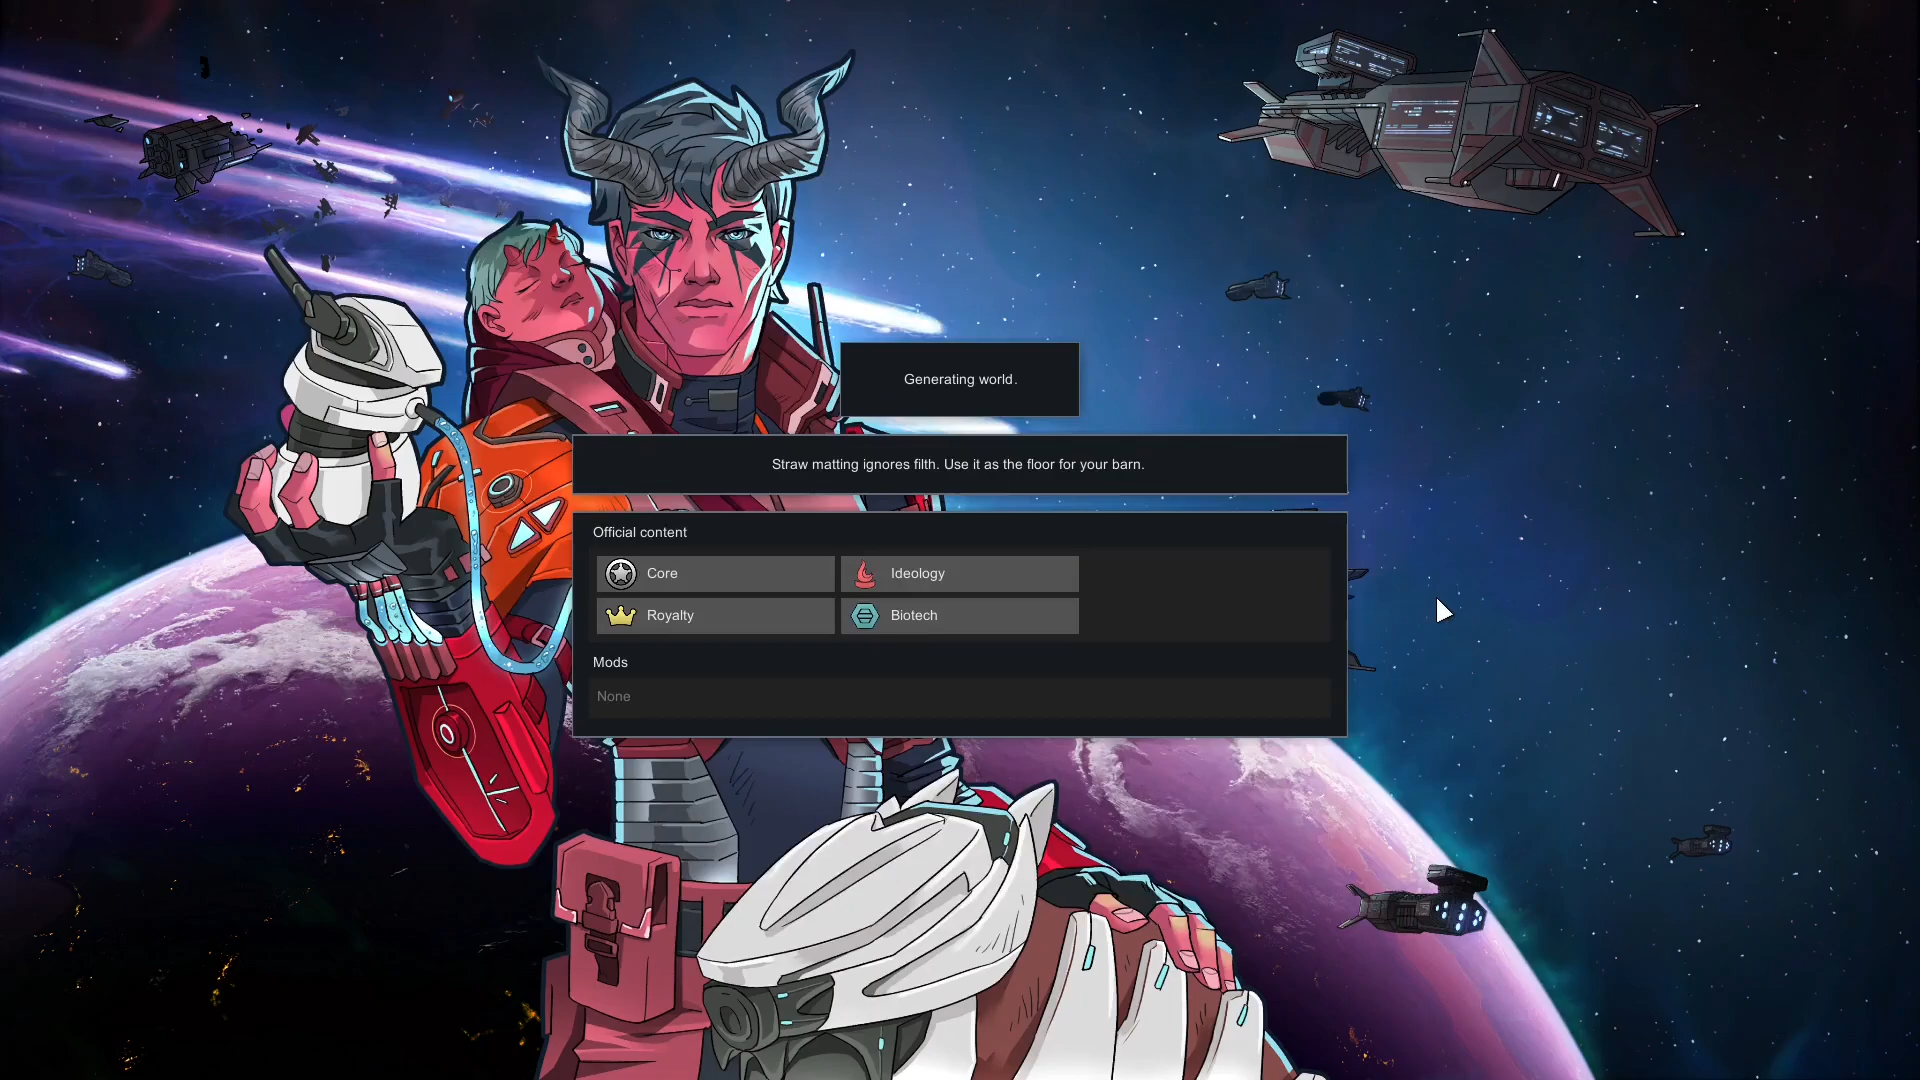 Generating world.
Straw matting ignores filth. Use it as the floor for your barn.
Official content
Core
Ideology
Royalty
Biotech
Mods
None